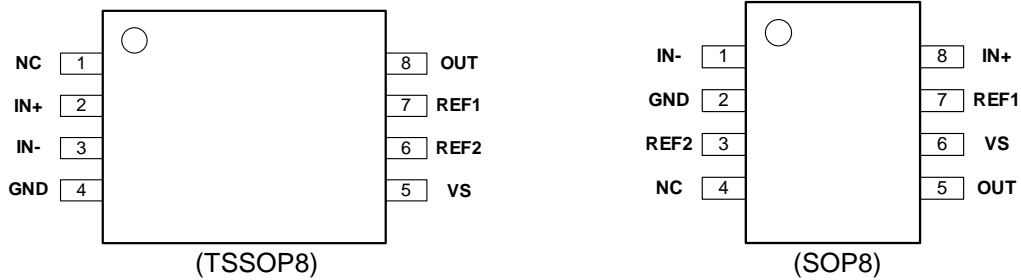 NC 1 8 OUT
IN+ 2 7 REF1
IN- 3 6 REF2
GND 4 5 VS
(TSSOP8)
IN- 1 8 IN+
GND 2 7 REF1
REF2 3 6 VS
NC 4 5 OUT
(SOP8)